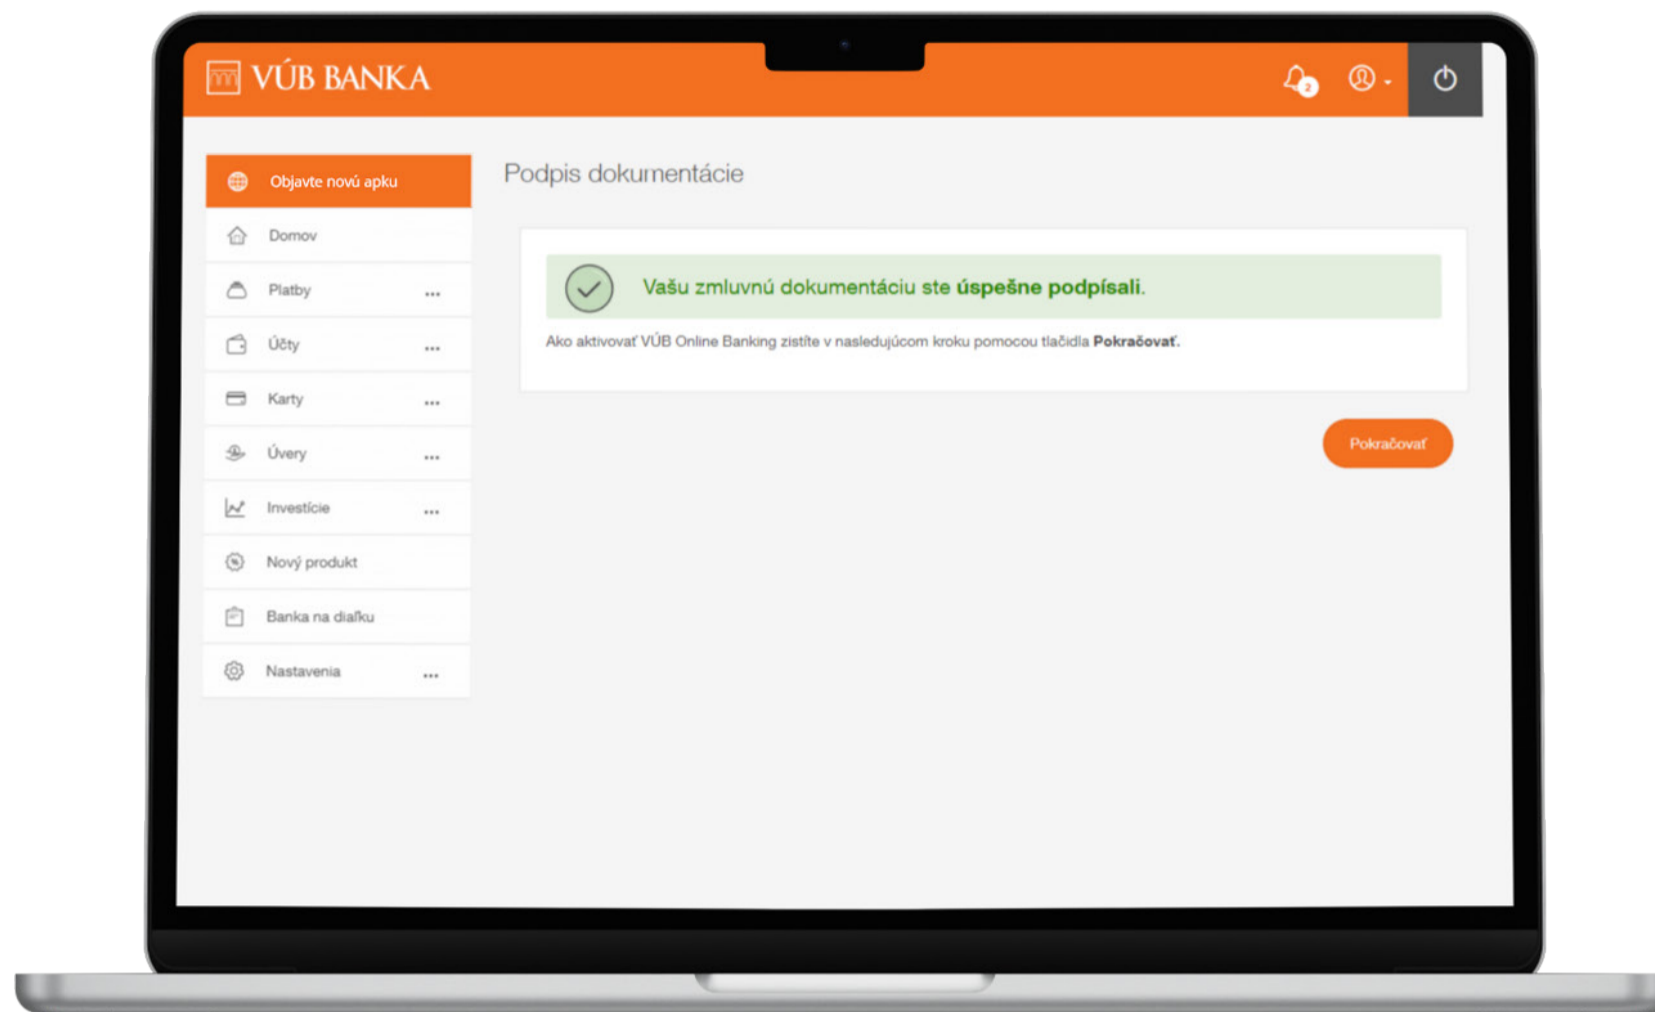 VÚB BANKA
2
Objavte novú apku
Domov
Platby
Účty
Karty
Úvery
Investície
Nový produkt
Banka na diaľku
Nastavenia
Podpis dokumentácie
Vašu zmluvnú dokumentáciu ste úspešne podpísali.
Ako aktivovať VÚB Online Banking zistíte v nasledujúcom kroku pomocou tlačidla Pokračovať.
Pokračovať